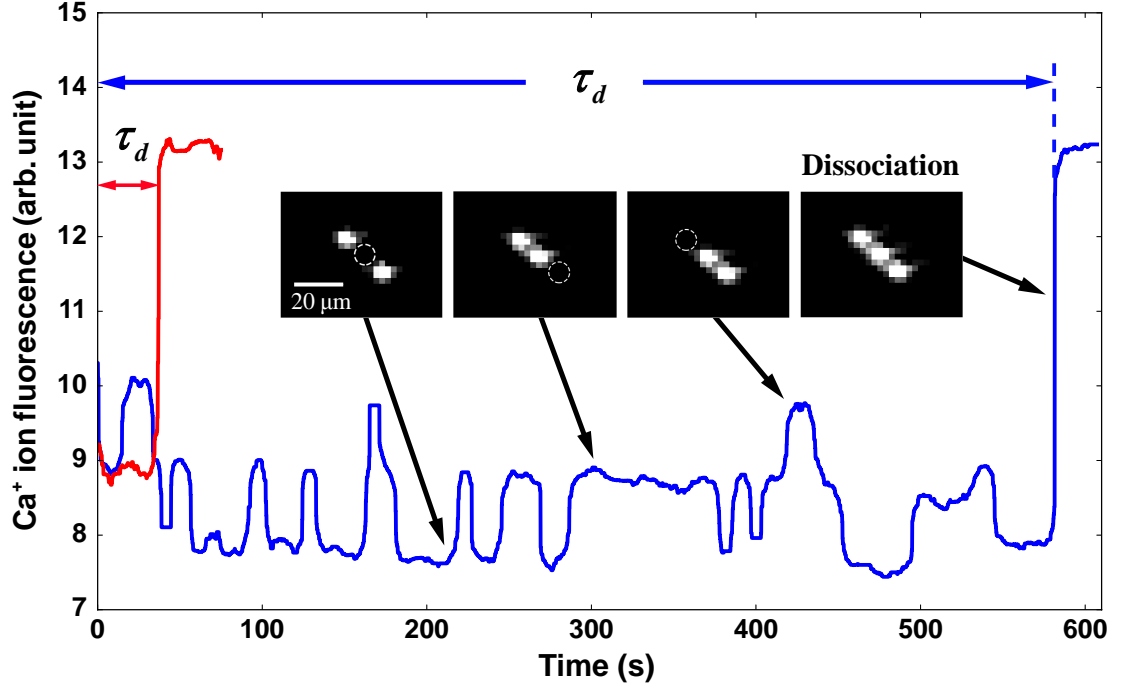 15
14
13
12
11
10
9
8
7
Ca⁺ ion fluorescence (arb. unit)
τd
τd
Dissociation
20 μm
0 100 200 300 400 500 600
Time (s)